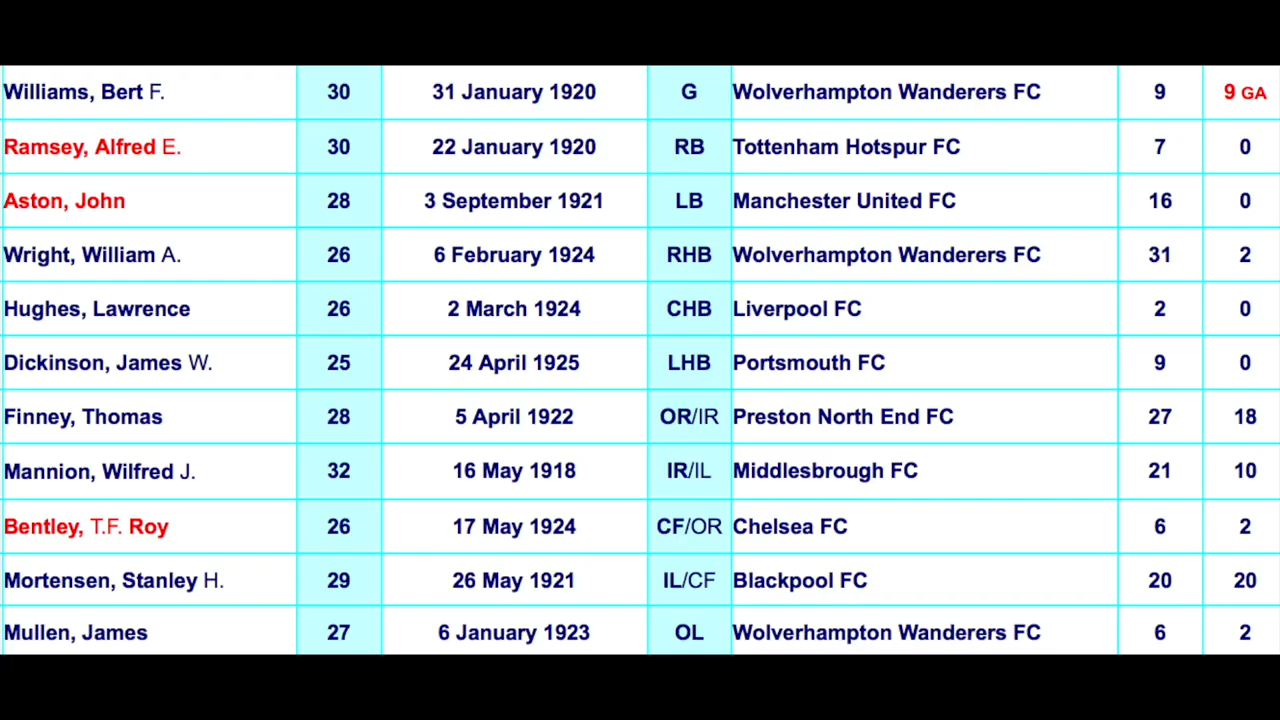 Williams, Bert F. 30 31 January 1920 G Wolverhampton Wanderers FC 9 9 GA
Ramsey, Alfred E. 30 22 January 1920 RB Tottenham Hotspur FC 7 0
Aston, John 28 3 September 1921 LB Manchester United FC 16 0
Wright, William A. 26 6 February 1924 RHB Wolverhampton Wanderers FC 31 2
Hughes, Lawrence 26 2 March 1924 CHB Liverpool FC 2 0
Dickinson, James W. 25 24 April 1925 LHB Portsmouth FC 9 0
Finney, Thomas 28 5 April 1922 OR/IR Preston North End FC 27 18
Mannion, Wilfred J. 32 16 May 1918 IR/IL Middlesbrough FC 21 10
Bentley, T.F. Roy 26 17 May 1924 CF/OR Chelsea FC 6 2
Mortensen, Stanley H. 29 26 May 1921 IL/CF Blackpool FC 20 20
Mullen, James 27 6 January 1923 OL Wolverhampton Wanderers FC 6 2